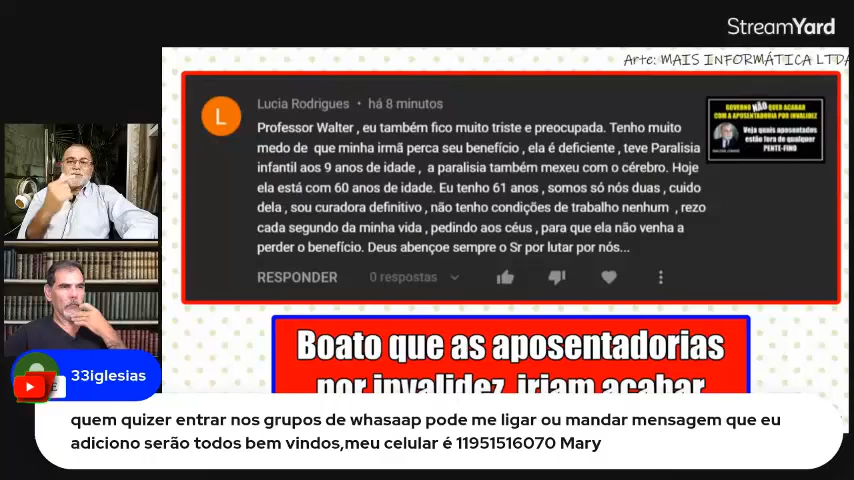 StreamYard
Arte: MAIS INFORMÁTICA LTDA
Lucia Rodrigues • há 8 minutos
Professor Walter , eu também fico muito triste e preocupada. Tenho muito
medo de que minha irmã perca seu benefício , ela é deficiente , teve Paralisia
infantil aos 9 anos de idade , a paralisia também mexeu com o cérebro. Hoje
ela está com 60 anos de idade. Eu tenho 61 anos , somos só nós duas , cuido
dela , sou curadora definitivo , não tenho condições de trabalho nenhum , rezo
cada segundo da minha vida , pedindo aos céus , para que ela não venha a
perder o benefício. Deus abençoe sempre o Sr por lutar por nós...
L
GOVERNO NÃO QUER ACABAR
COM A APOSENTADORIA POR INVALIDEZ
Veja quais aposentados
estão fora de qualquer
PENTE-FINO
RESPONDER 0 respostas
Boato que as aposentadorias
por invalidez, iriam acabar
33iglesias
quem quizer entrar nos grupos de whasaap pode me ligar ou mandar mensagem que eu
adiciono serão todos bem vindos,meu celular é 11951516070 Mary